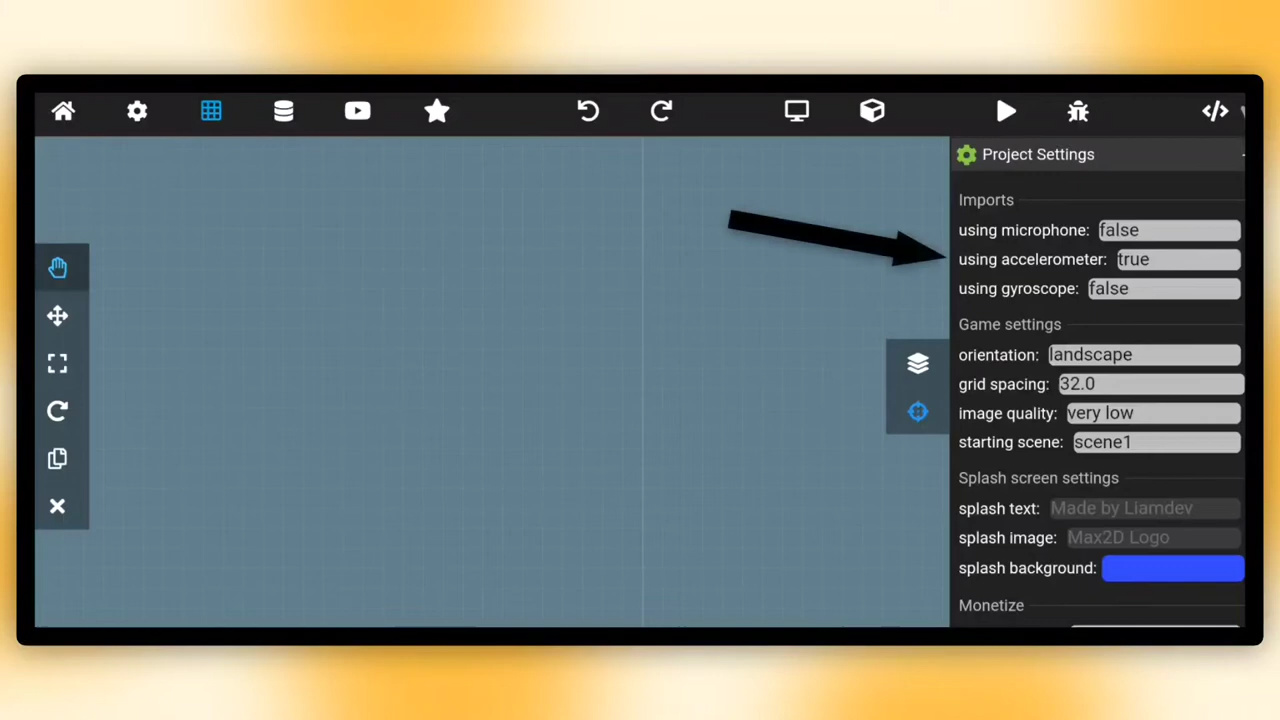 Project Settings
Imports
using microphone: false
using accelerometer: true
using gyroscope: false
Game settings
orientation: landscape
grid spacing: 32.0
image quality: very low
starting scene: scene1
Splash screen settings
splash text: Made by Liamdev
splash image: Max2D Logo
splash background:
Monetize